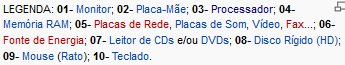 LEGENDA: 01- Monitor; 02- Placa-Mãe; 03- Processador; 04-
Memória RAM; 05- Placas de Rede, Placas de Som, Vídeo, Fax...; 06-
Fonte de Energia; 07- Leitor de CDs e/ou DVDs; 08- Disco Rígido (HD);
09- Mouse (Rato); 10- Teclado.